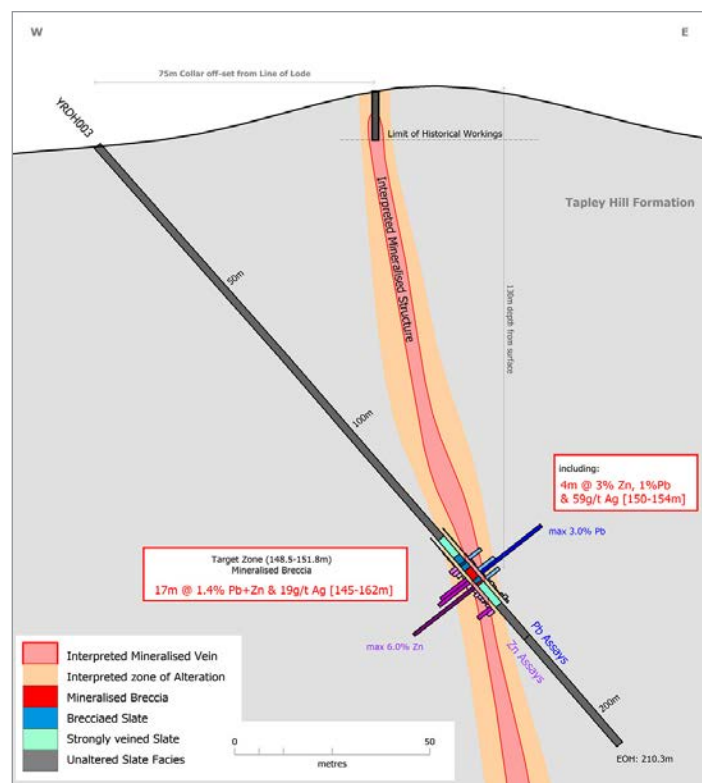 W
E
75m Collar off-set from Line of Lode
YRDH003
Limit of Historical Workings
Interpreted Mineralised Structure
Tapley Hill Formation
50m
130m depth from surface
100m
including:
4m @ 3% Zn, 1%Pb
& 59g/t Ag [150-154m]
max 3.0% Pb
Target Zone (148.5-151.8m)
Mineralised Breccia
17m @ 1.4% Pb+Zn & 19g/t Ag [145-162m]
max 6.0% Zn
Pb Assays
Zn Assays
200m
EOH: 210.3m
Interpreted Mineralised Vein
Interpreted zone of Alteration
Mineralised Breccia
Brecciaed Slate
Strongly veined Slate
Unaltered Slate Facies
0
50
metres